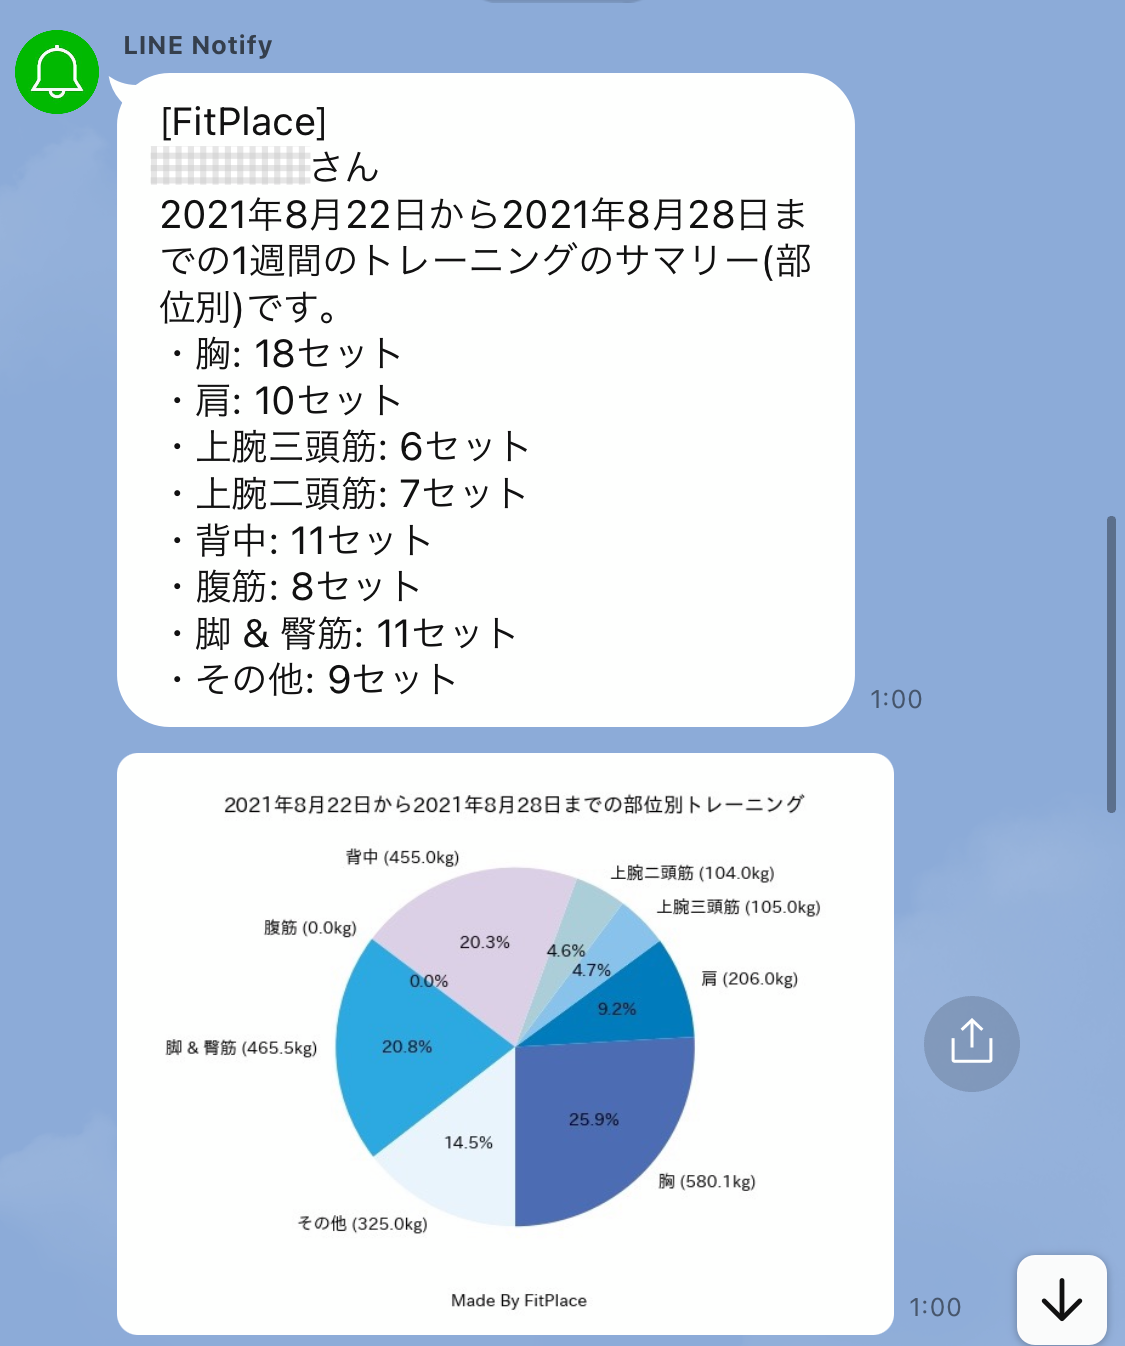 LINE Notify
[FitPlace]
さん
2021年8月22日から2021年8月28日ま
での1週間のトレーニングのサマリー(部
位別)です。
・胸: 18セット
・肩: 10セット
・上腕三頭筋: 6セット
・上腕二頭筋: 7セット
・背中: 11セット
・腹筋: 8セット
・脚 & 臀筋: 11セット
・その他: 9セット
1:00
2021年8月22日から2021年8月28日までの部位別トレーニング
背中 (455.0kg)
上腕二頭筋 (104.0kg)
上腕三頭筋 (105.0kg)
腹筋 (0.0kg)
20.3%
4.6%
4.7%
肩 (206.0kg)
0.0%
9.2%
脚 & 臀筋 (465.5kg)
20.8%
25.9%
14.5%
胸 (580.1kg)
その他 (325.0kg)
Made By FitPlace
1:00